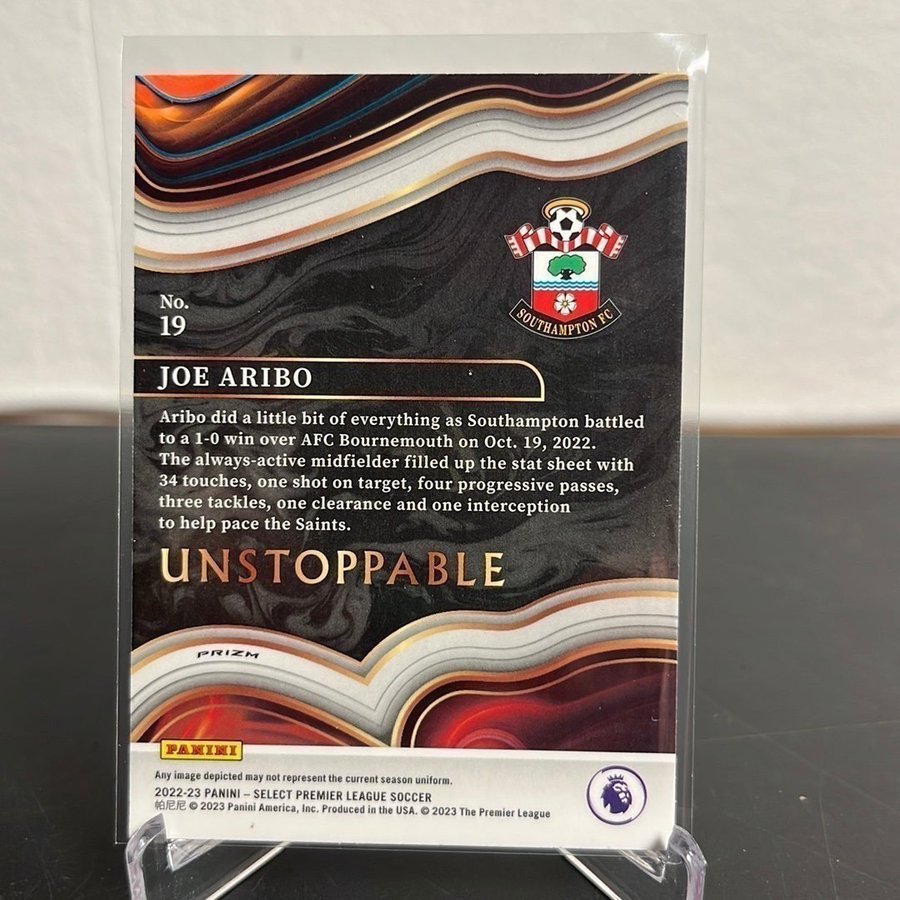 SOUTHAMPTON FC
No.
19
JOE ARIBO
Aribo did a little bit of everything as Southampton battled
to a 1-0 win over AFC Bournemouth on Oct. 19, 2022.
The always-active midfielder filled up the stat sheet with
34 touches, one shot on target, four progressive passes,
three tackles, one clearance and one interception
to help pace the Saints.
UNSTOPPABLE
PRIZM
PANINI
Any image depicted may not represent the current season uniform.
2022-23 PANINI – SELECT PREMIER LEAGUE SOCCER
帕尼尼 © 2023 Panini America, Inc. Produced in the USA. © 2023 The Premier League